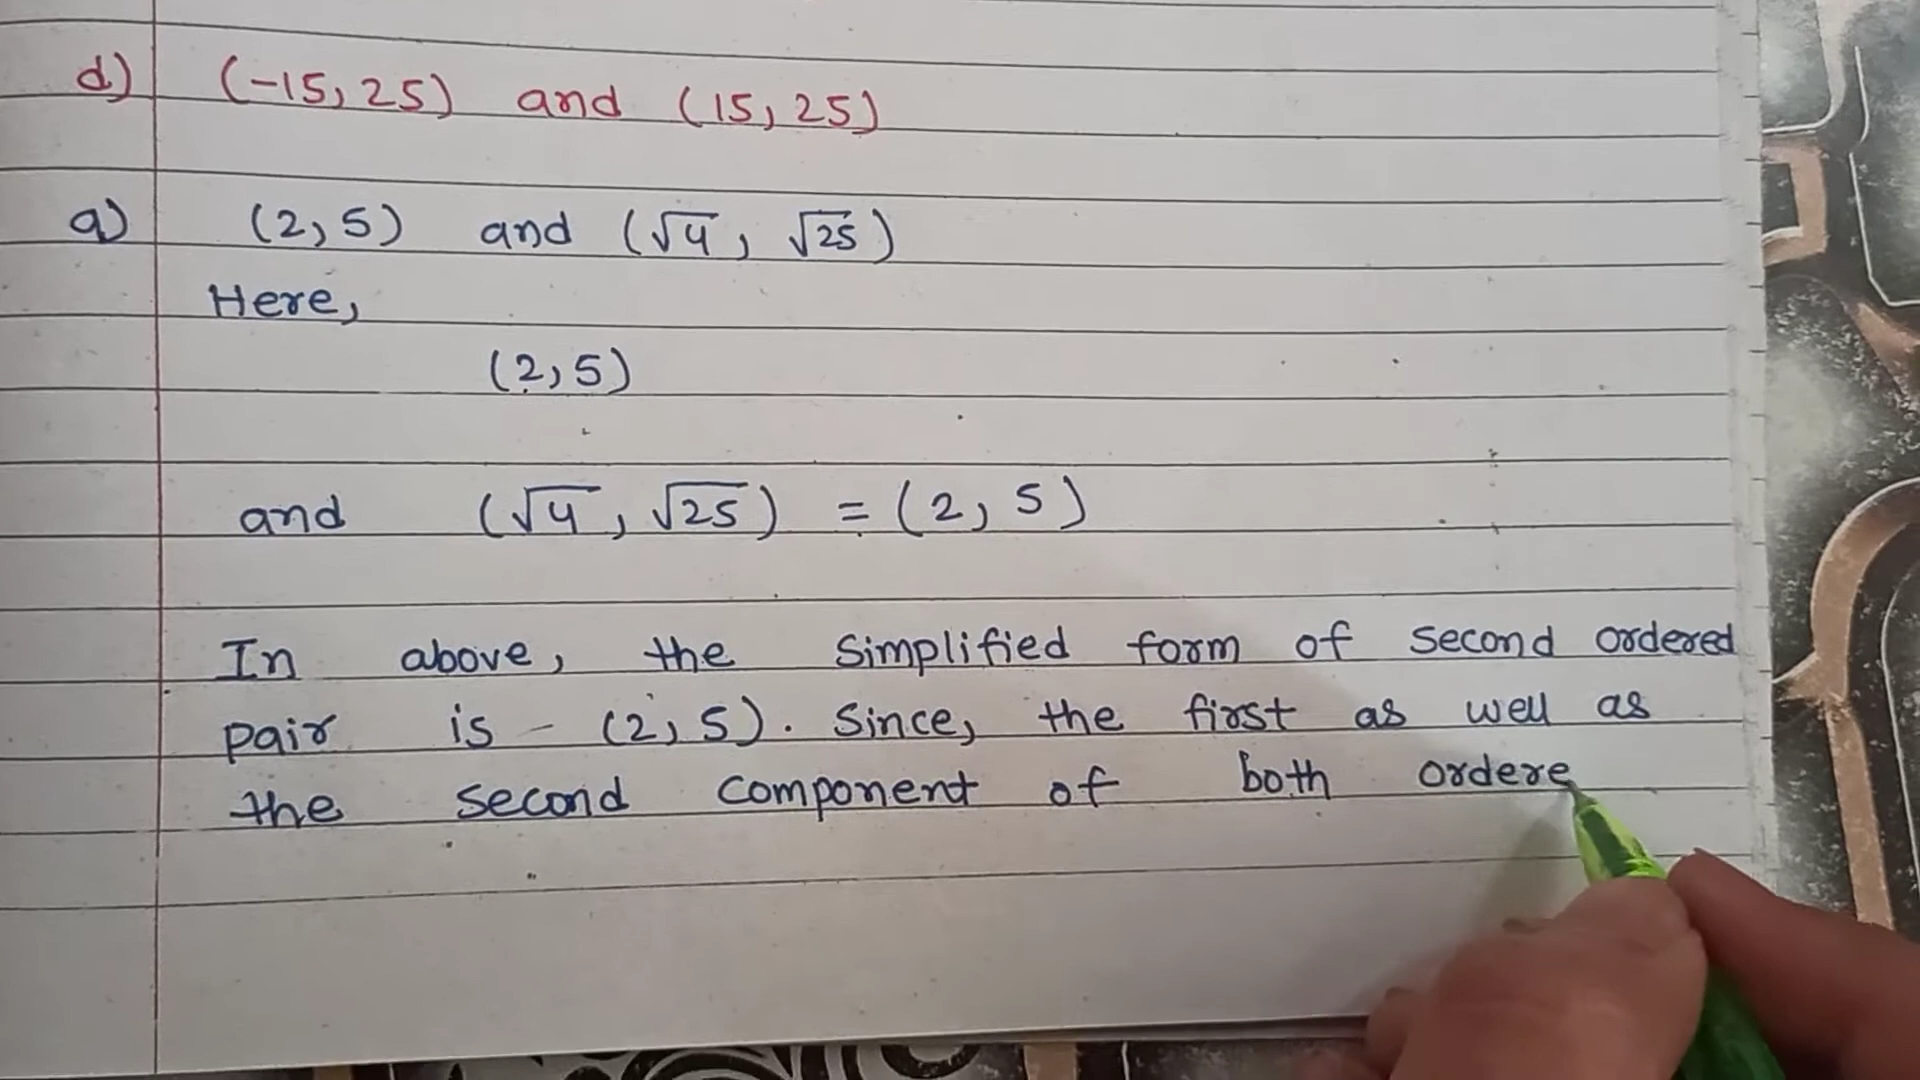 d) (-15, 25) and (15, 25)
a) (2, 5) and (√4, √25)
Here,
(2, 5)
and (√4, √25) = (2, 5)
In above, the simplified form of second ordered
pair is - (2, 5). Since, the first as well as
the second component of both ordere